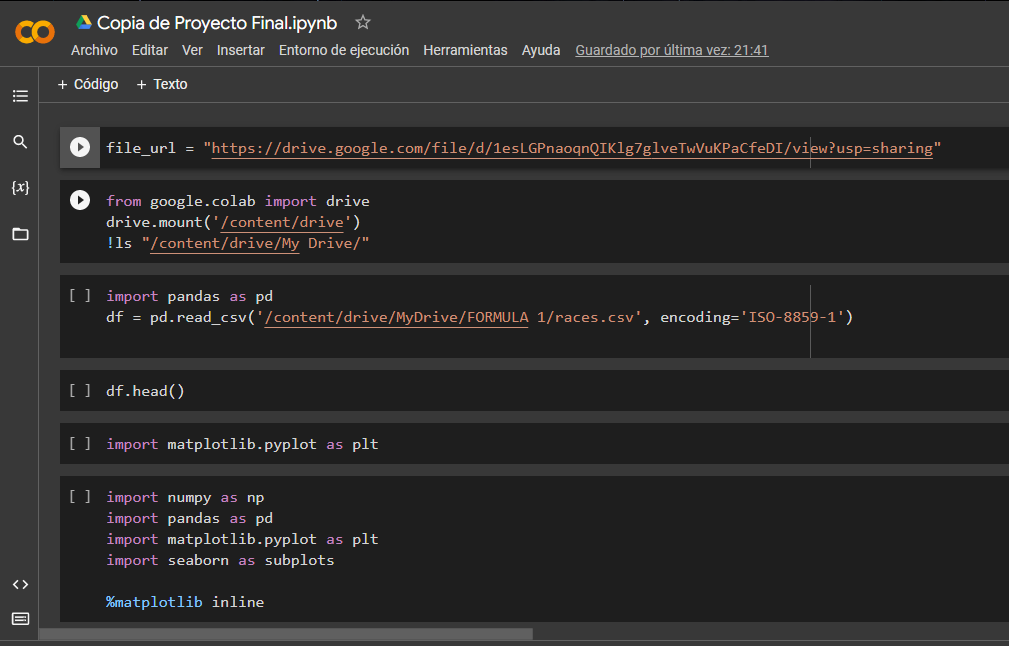 Copia de Proyecto Final.ipynb
Archivo Editar Ver Insertar Entorno de ejecución Herramientas Ayuda Guardado por última vez: 21:41
+ Código + Texto
file_url = "https://drive.google.com/file/d/1esLGPnaoqnQIKlg7glveTwVuKPaCfeDI/view?usp=sharing"
from google.colab import drive
drive.mount('/content/drive')
!ls "/content/drive/My Drive/"
[ ] import pandas as pd
df = pd.read_csv('/content/drive/MyDrive/FORMULA 1/races.csv', encoding='ISO-8859-1')
[ ] df.head()
[ ] import matplotlib.pyplot as plt
[ ] import numpy as np
import pandas as pd
import matplotlib.pyplot as plt
import seaborn as subplots
%matplotlib inline